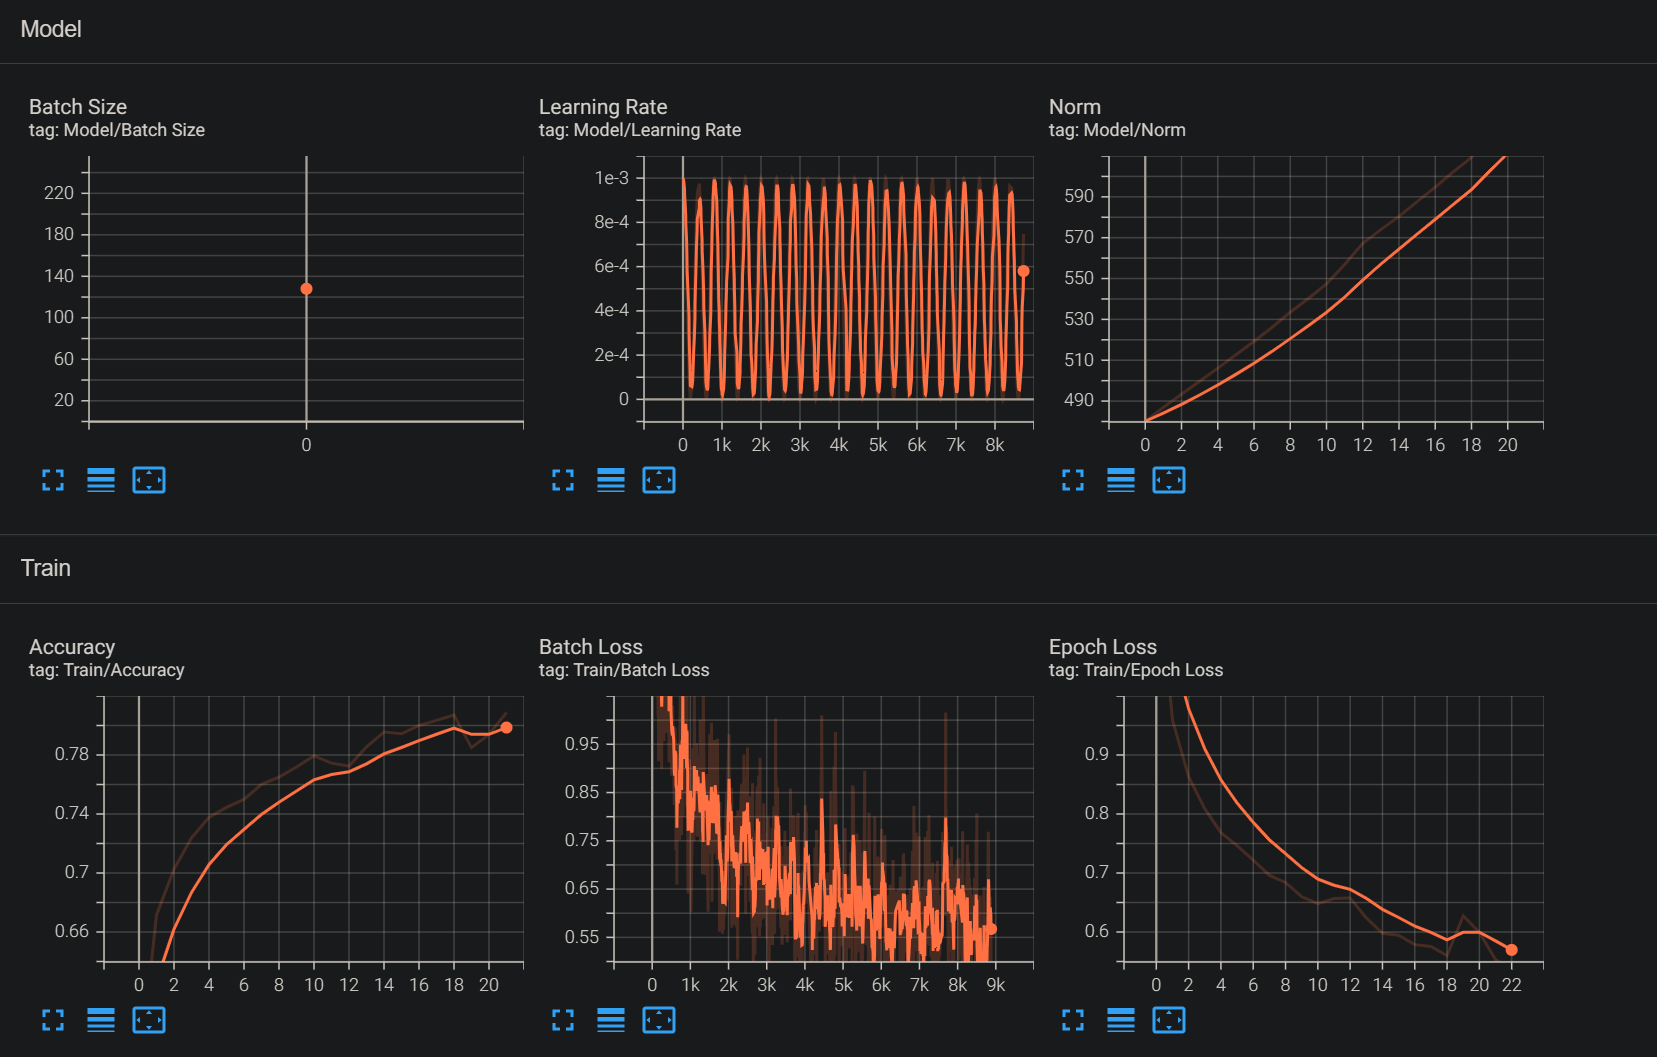 Model
Batch Size
tag: Model/Batch Size
220
180
140
100
60
20
0
Learning Rate
tag: Model/Learning Rate
1e-3
8e-4
6e-4
4e-4
2e-4
0
0 1k 2k 3k 4k 5k 6k 7k 8k
Norm
tag: Model/Norm
590
570
550
530
510
490
0 2 4 6 8 10 12 14 16 18 20
Train
Accuracy
tag: Train/Accuracy
0.78
0.74
0.7
0.66
0 2 4 6 8 10 12 14 16 18 20
Batch Loss
tag: Train/Batch Loss
0.95
0.85
0.75
0.65
0.55
0 1k 2k 3k 4k 5k 6k 7k 8k 9k
Epoch Loss
tag: Train/Epoch Loss
0.9
0.8
0.7
0.6
0 2 4 6 8 10 12 14 16 18 20 22